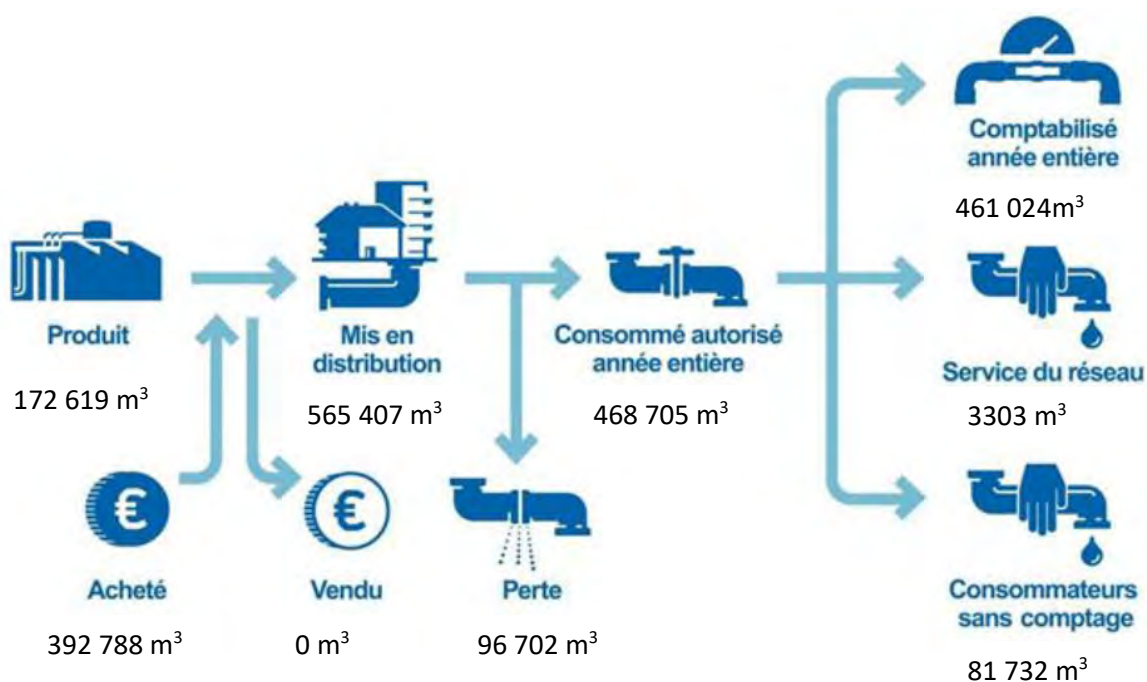 Produit
172 619 m³
Acheté
392 788 m³
Vendu
0 m³
Mis en
distribution
565 407 m³
Perte
96 702 m³
Consommé autorisé
année entière
468 705 m³
Comptabilisé
année entière
461 024m³
Service du réseau
3303 m³
Consommateurs
sans comptage
81 732 m³
€
€